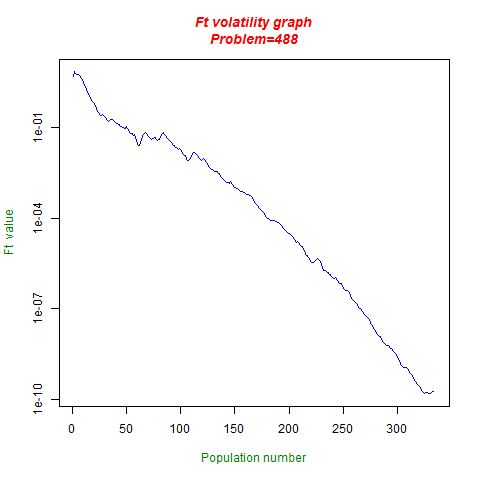 Ft volatility graph
Problem=488
Ft value
1e-01
1e-04
1e-07
1e-10
0
50
100
150
200
250
300
Population number